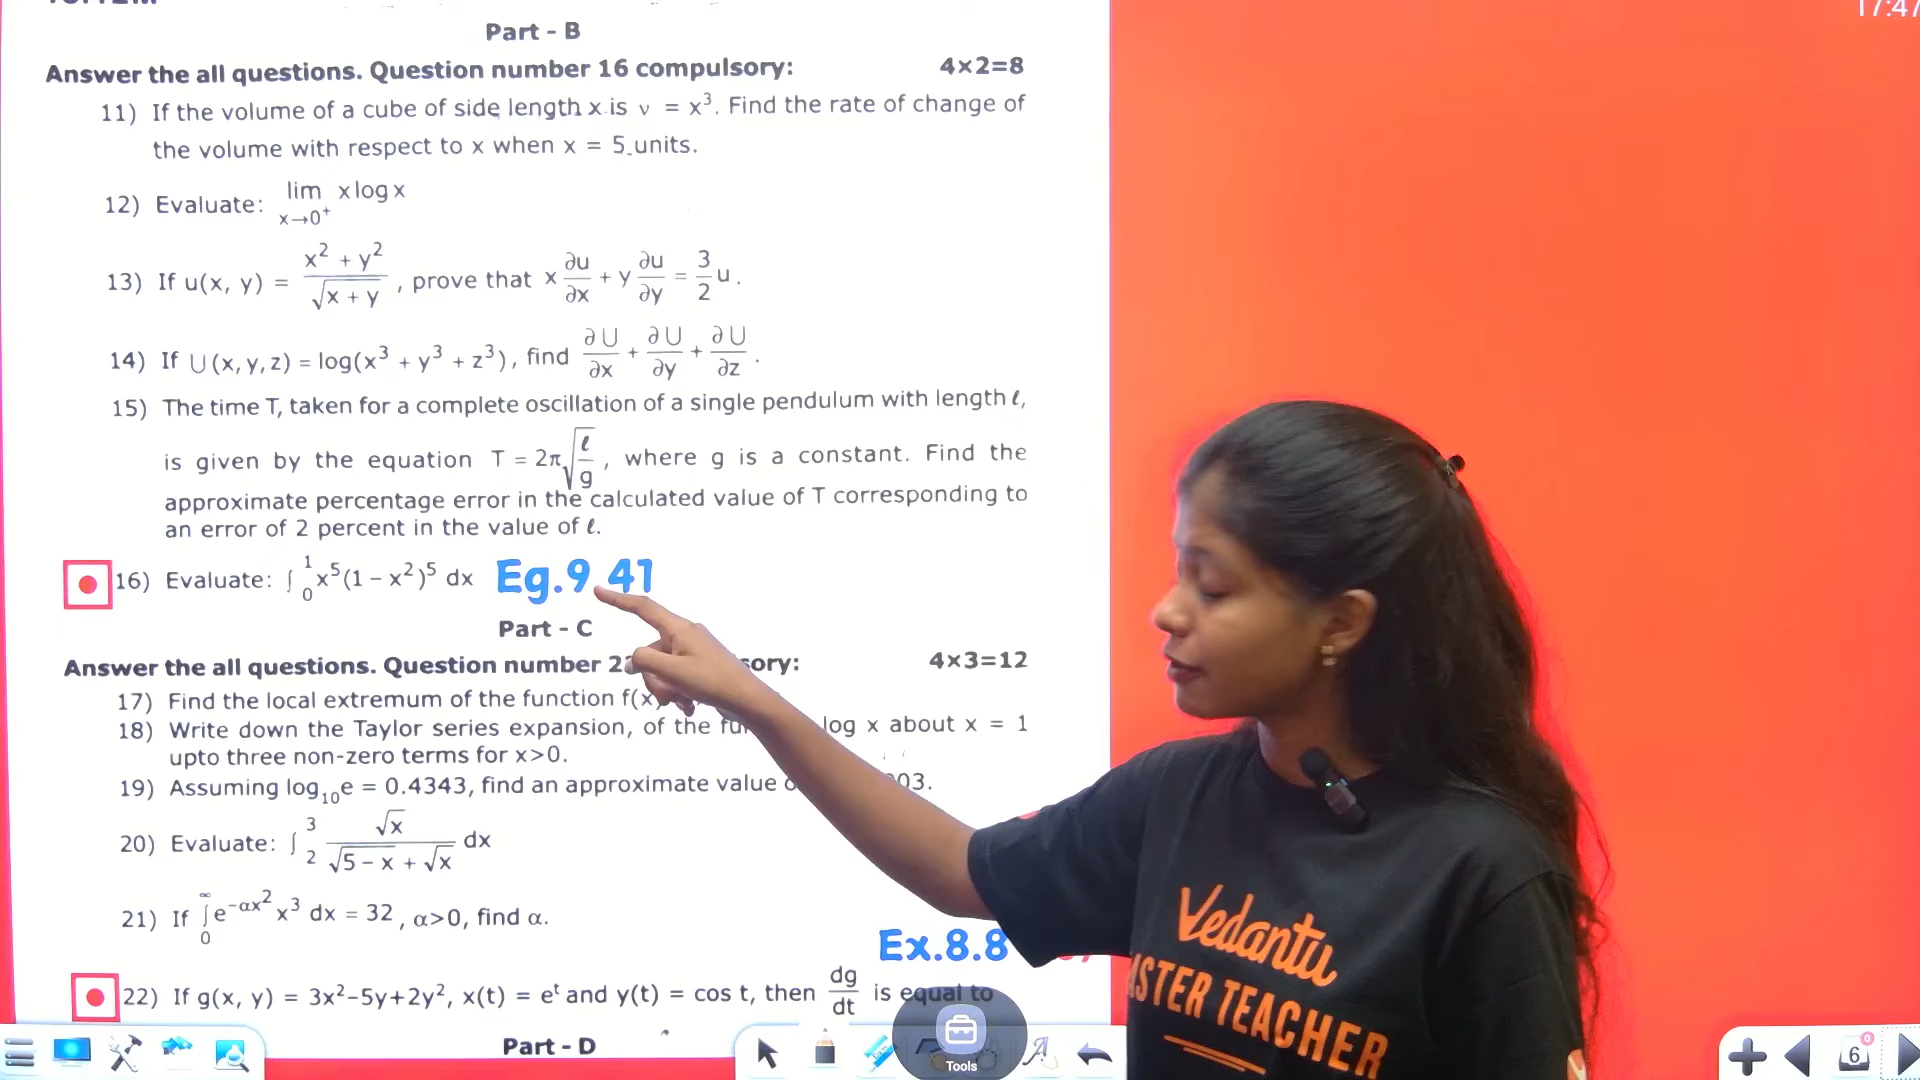 17:47
Part - B
Answer the all questions. Question number 16 compulsory: 4×2=8
11) If the volume of a cube of side length x is v = x³. Find the rate of change of
the volume with respect to x when x = 5 units.
12) Evaluate: lim x→0⁺ x log x
13) If u(x, y) = (x² + y²)/√(x + y), prove that x ∂u/∂x + y ∂u/∂y = 3/2 u.
14) If U(x, y, z) = log(x³ + y³ + z³), find ∂U/∂x + ∂U/∂y + ∂U/∂z.
15) The time T, taken for a complete oscillation of a single pendulum with length ℓ,
is given by the equation T = 2π√(ℓ/g), where g is a constant. Find the
approximate percentage error in the calculated value of T corresponding to
an error of 2 percent in the value of ℓ.
16) Evaluate: ∫₀¹ x⁵(1 – x²)⁵ dx Eg.9.41
Part - C
Answer the all questions. Question number 4×3=12
17) Find the local extremum of the function f(x)
18) Write down the Taylor series expansion, of the log x about x = 1
upto three non-zero terms for x>0.
19) Assuming log₁₀e = 0.4343, find an approximate value 03.
20) Evaluate: ∫₂³ √x/(√(5 – x) + √x) dx
21) If ∫₀^∞ e^(–αx²) x³ dx = 32, α>0, find α.
Ex.8.8
22) If g(x, y) = 3x²–5y+2y², x(t) = eᵗ and y(t) = cos t, then dg/dt is equal to
Part - D
Tools
6
0
Vedantu
MASTER TEACHER